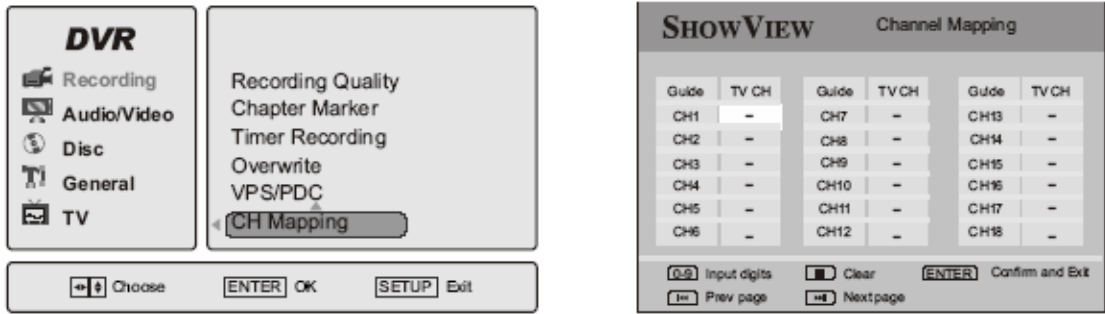 DVR
Recording
Audio/Video
Disc
General
TV
Recording Quality
Chapter Marker
Timer Recording
Overwrite
VPS/PDC
CH Mapping
Choose ENTER OK SETUP Exit
SHOWVIEW Channel Mapping
Guide TV CH Guide TV CH Guide TV CH
CH1 - CH7 - CH13 -
CH2 - CH8 - CH14 -
CH3 - CH9 - CH15 -
CH4 - CH10 - CH16 -
CH5 - CH11 - CH17 -
CH6 - CH12 - CH18 -
0-9 Input digits Clear ENTER Confirm and Exit
Prev page Next page